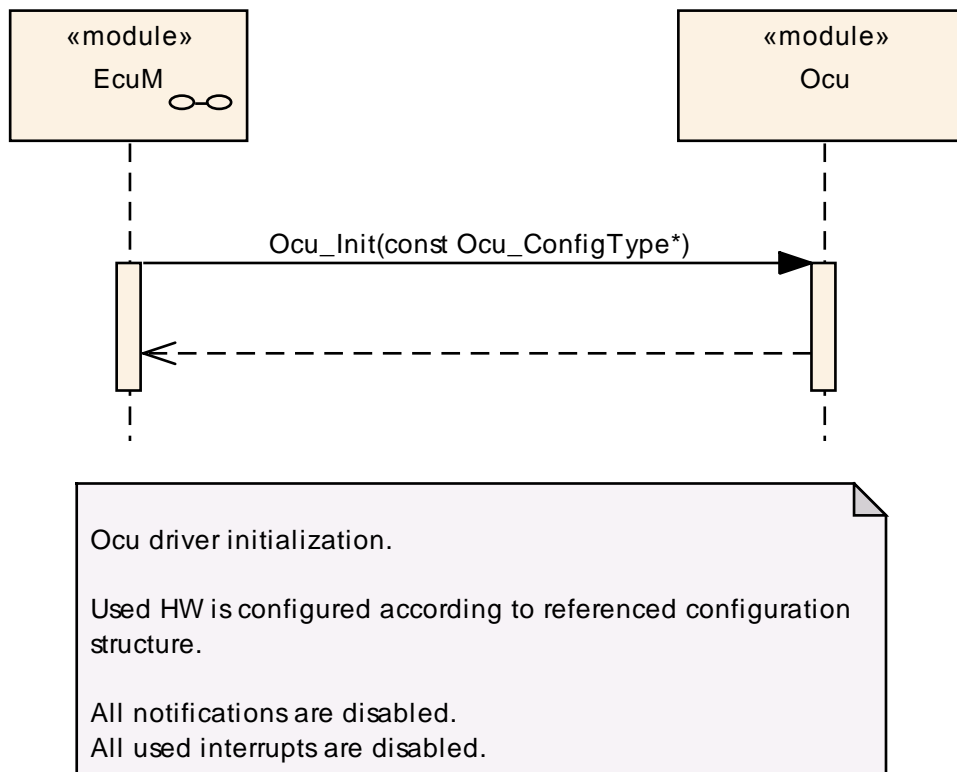 «module»
EcuM
«module»
Ocu
Ocu_Init(const Ocu_ConfigType*)
Ocu driver initialization.
Used HW is configured according to referenced configuration
structure.
All notifications are disabled.
All used interrupts are disabled.